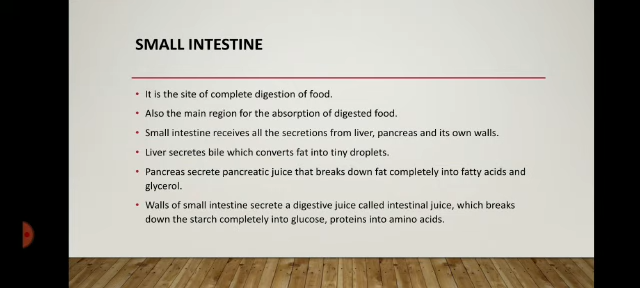 SMALL INTESTINE
• It is the site of complete digestion of food.
• Also the main region for the absorption of digested food.
• Small intestine receives all the secretions from liver, pancreas and its own walls.
• Liver secretes bile which converts fat into tiny droplets.
• Pancreas secrete pancreatic juice that breaks down fat completely into fatty acids and
glycerol.
• Walls of small intestine secrete a digestive juice called intestinal juice, which breaks
down the starch completely into glucose, proteins into amino acids.